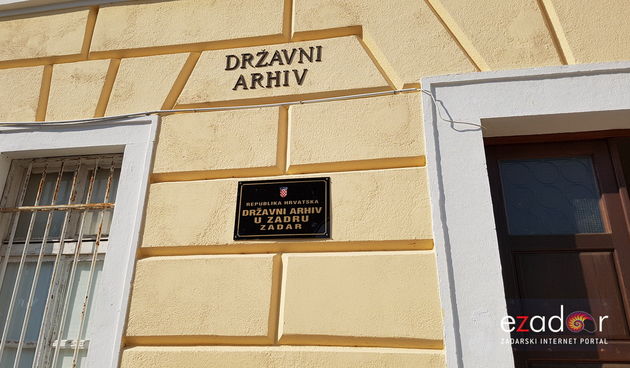 DRŽAVNI
ARHIV
REPUBLIKA HRVATSKA
DRŽAVNI ARHIV
U ZADRU
ZADAR
ezadar
ZADARSKI INTERNET PORTAL